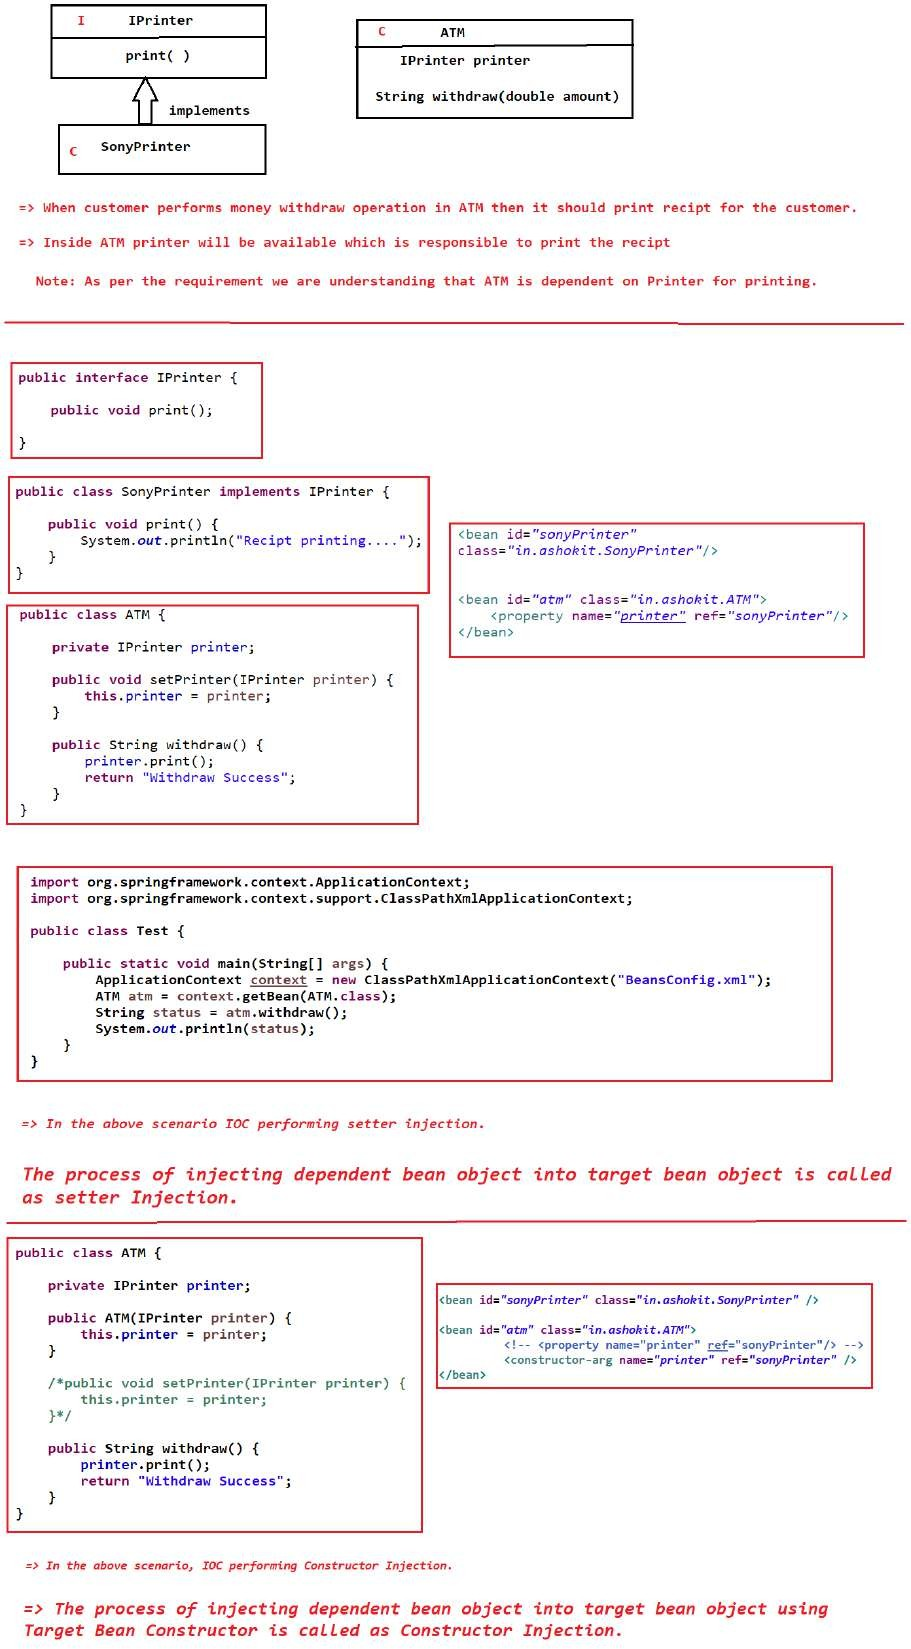 I IPrinter
print( )
implements
C SonyPrinter
C ATM
IPrinter printer
String withdraw(double amount)
=> When customer performs money withdraw operation in ATM then it should print recipt for the customer.
=> Inside ATM printer will be available which is responsible to print the recipt
Note: As per the requirement we are understanding that ATM is dependent on Printer for printing.
public interface IPrinter {
public void print();
}
public class SonyPrinter implements IPrinter {
public void print() {
System.out.println("Recipt printing....");
}
}
<bean id="sonyPrinter"
class="in.ashokit.SonyPrinter"/>
<bean id="atm" class="in.ashokit.ATM">
<property name="printer" ref="sonyPrinter"/>
</bean>
public class ATM {
private IPrinter printer;
public void setPrinter(IPrinter printer) {
this.printer = printer;
}
public String withdraw() {
printer.print();
return "Withdraw Success";
}
}
import org.springframework.context.ApplicationContext;
import org.springframework.context.support.ClassPathXmlApplicationContext;
public class Test {
public static void main(String[] args) {
ApplicationContext context = new ClassPathXmlApplicationContext("BeansConfig.xml");
ATM atm = context.getBean(ATM.class);
String status = atm.withdraw();
System.out.println(status);
}
}
=> In the above scenario IOC performing setter injection.
The process of injecting dependent bean object into target bean object is called
as setter Injection.
public class ATM {
private IPrinter printer;
public ATM(IPrinter printer) {
this.printer = printer;
}
/*public void setPrinter(IPrinter printer) {
this.printer = printer;
}*/
public String withdraw() {
printer.print();
return "Withdraw Success";
}
}
<bean id="sonyPrinter" class="in.ashokit.SonyPrinter" />
<bean id="atm" class="in.ashokit.ATM">
<!-- <property name="printer" ref="sonyPrinter"/> -->
<constructor-arg name="printer" ref="sonyPrinter" />
</bean>
=> In the above scenario, IOC performing Constructor Injection.
=> The process of injecting dependent bean object into target bean object using
Target Bean Constructor is called as Constructor Injection.